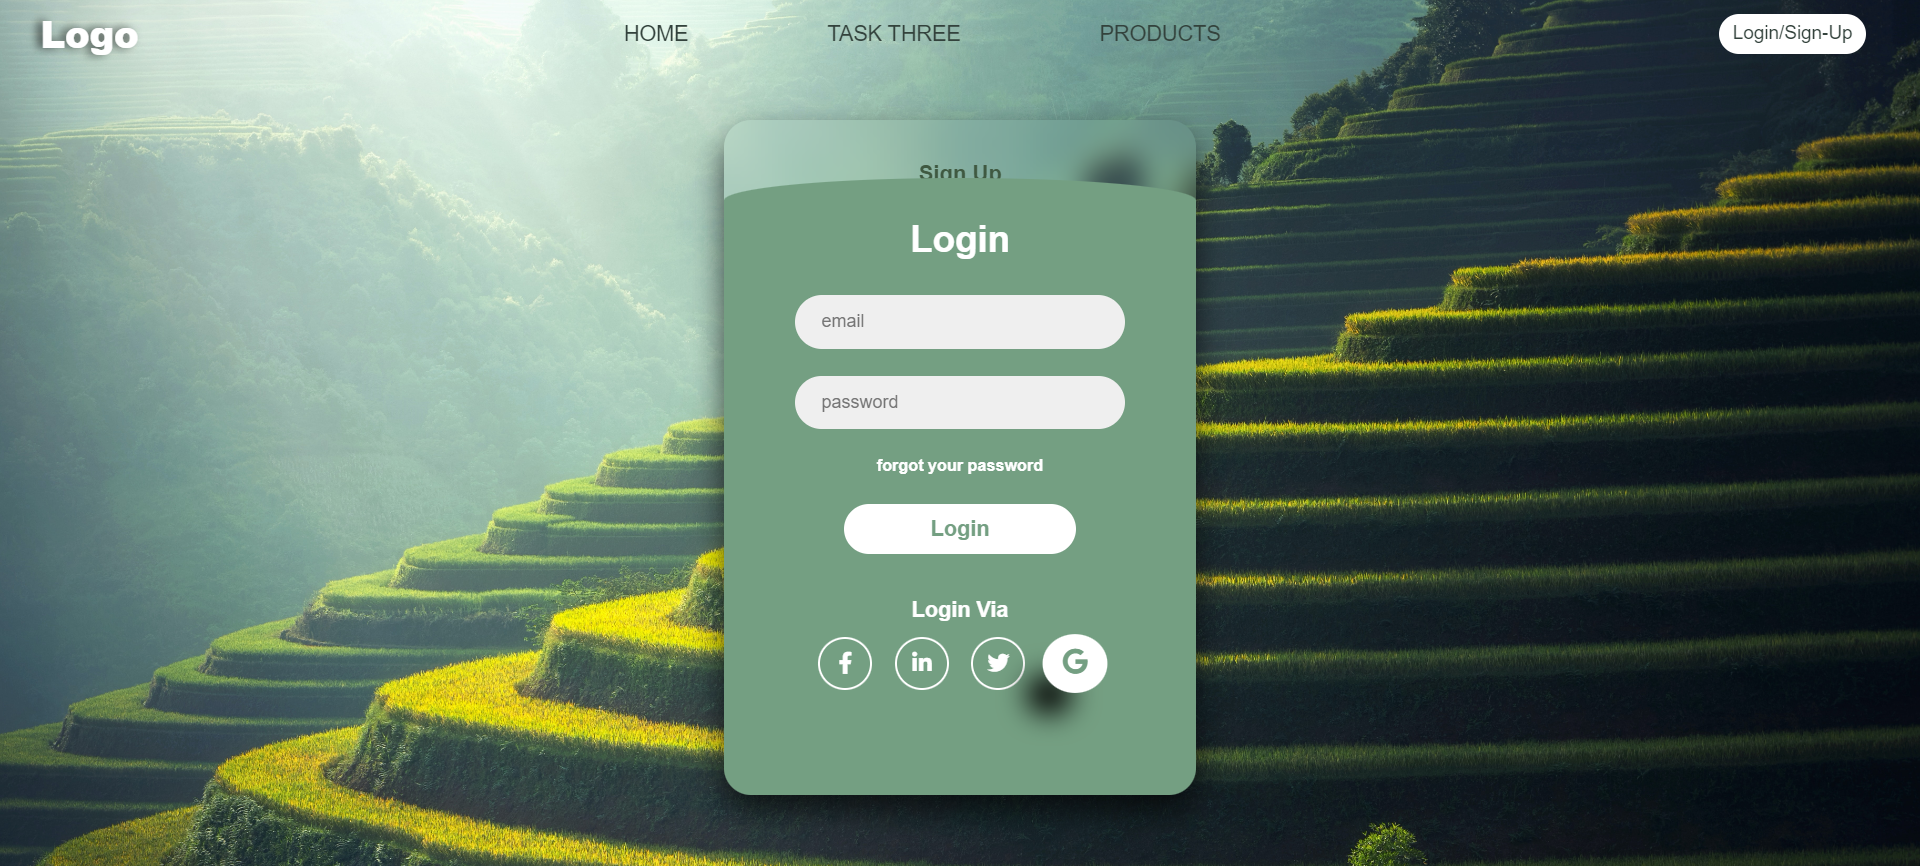 Logo
HOME
TASK THREE
PRODUCTS
Login/Sign-Up
Sign Up
Login
email
password
forgot your password
Login
Login Via